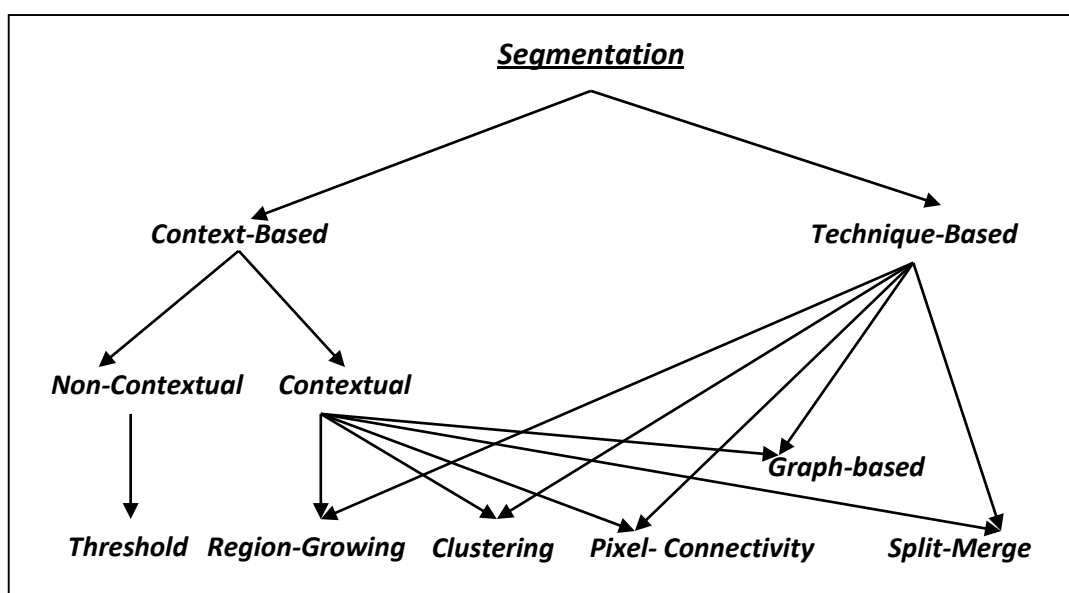 Segmentation
Context-Based
Technique-Based
Non-Contextual
Contextual
Graph-based
Threshold
Region-Growing
Clustering
Pixel- Connectivity
Split-Merge